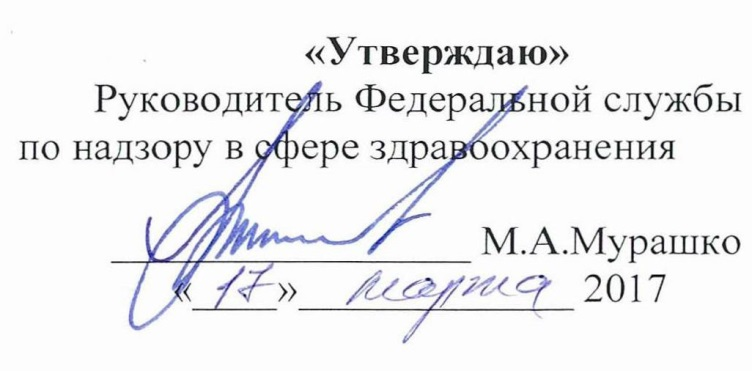 «Утверждаю»
Руководитель Федеральной службы
по надзору в сфере здравоохранения
М.А.Мурашко
«17» марта 2017